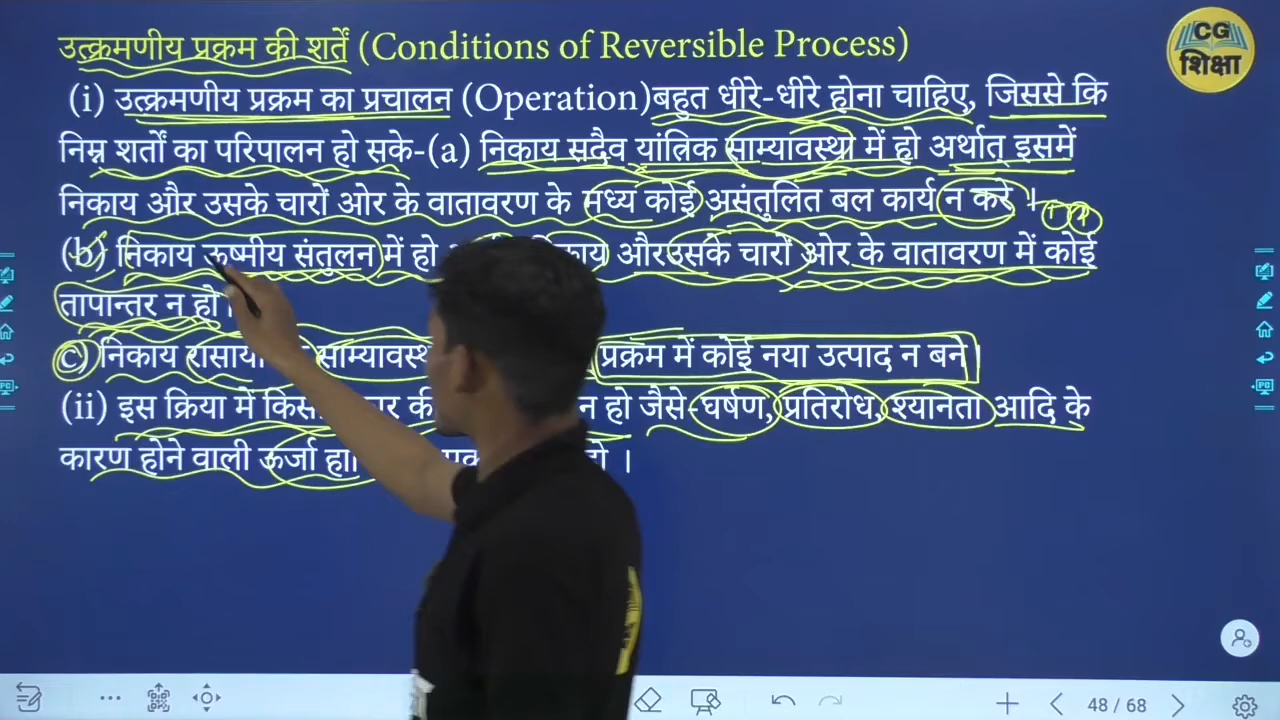 उत्क्रमणीय प्रक्रम की शर्तें (Conditions of Reversible Process)
CG
शिक्षा
(i) उत्क्रमणीय प्रक्रम का प्रचालन (Operation)बहुत धीरे-धीरे होना चाहिए, जिससे कि
निम्न शर्तों का परिपालन हो सके-(a) निकाय सदैव यांत्रिक साम्यावस्था में हो अर्थात् इसमें
निकाय और उसके चारों ओर के वातावरण के मध्य कोई असंतुलित बल कार्य न करे ।
(b) निकाय ऊष्मीय संतुलन में हो और उसके चारों ओर के वातावरण में कोई
तापान्तर न हो।
(c) निकाय प्रक्रम में कोई नया उत्पाद न बने।
(ii) इस क्रिया में न हो जैसे-घर्षण, प्रतिरोध, श्यानता आदि के
कारण होने वाली ऊर्जा ।
48 / 68